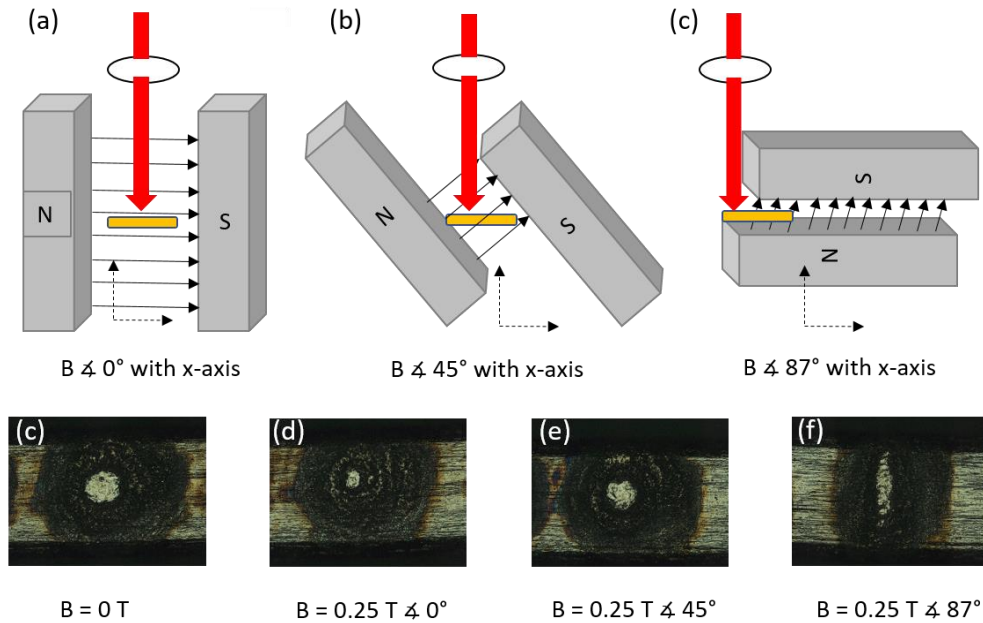 (a)
(b)
(c)
N
S
N
S
S
N
B ∡ 0° with x-axis
B ∡ 45° with x-axis
B ∡ 87° with x-axis
(c)
(d)
(e)
(f)
B = 0 T
B = 0.25 T ∡ 0°
B = 0.25 T ∡ 45°
B = 0.25 T ∡ 87°